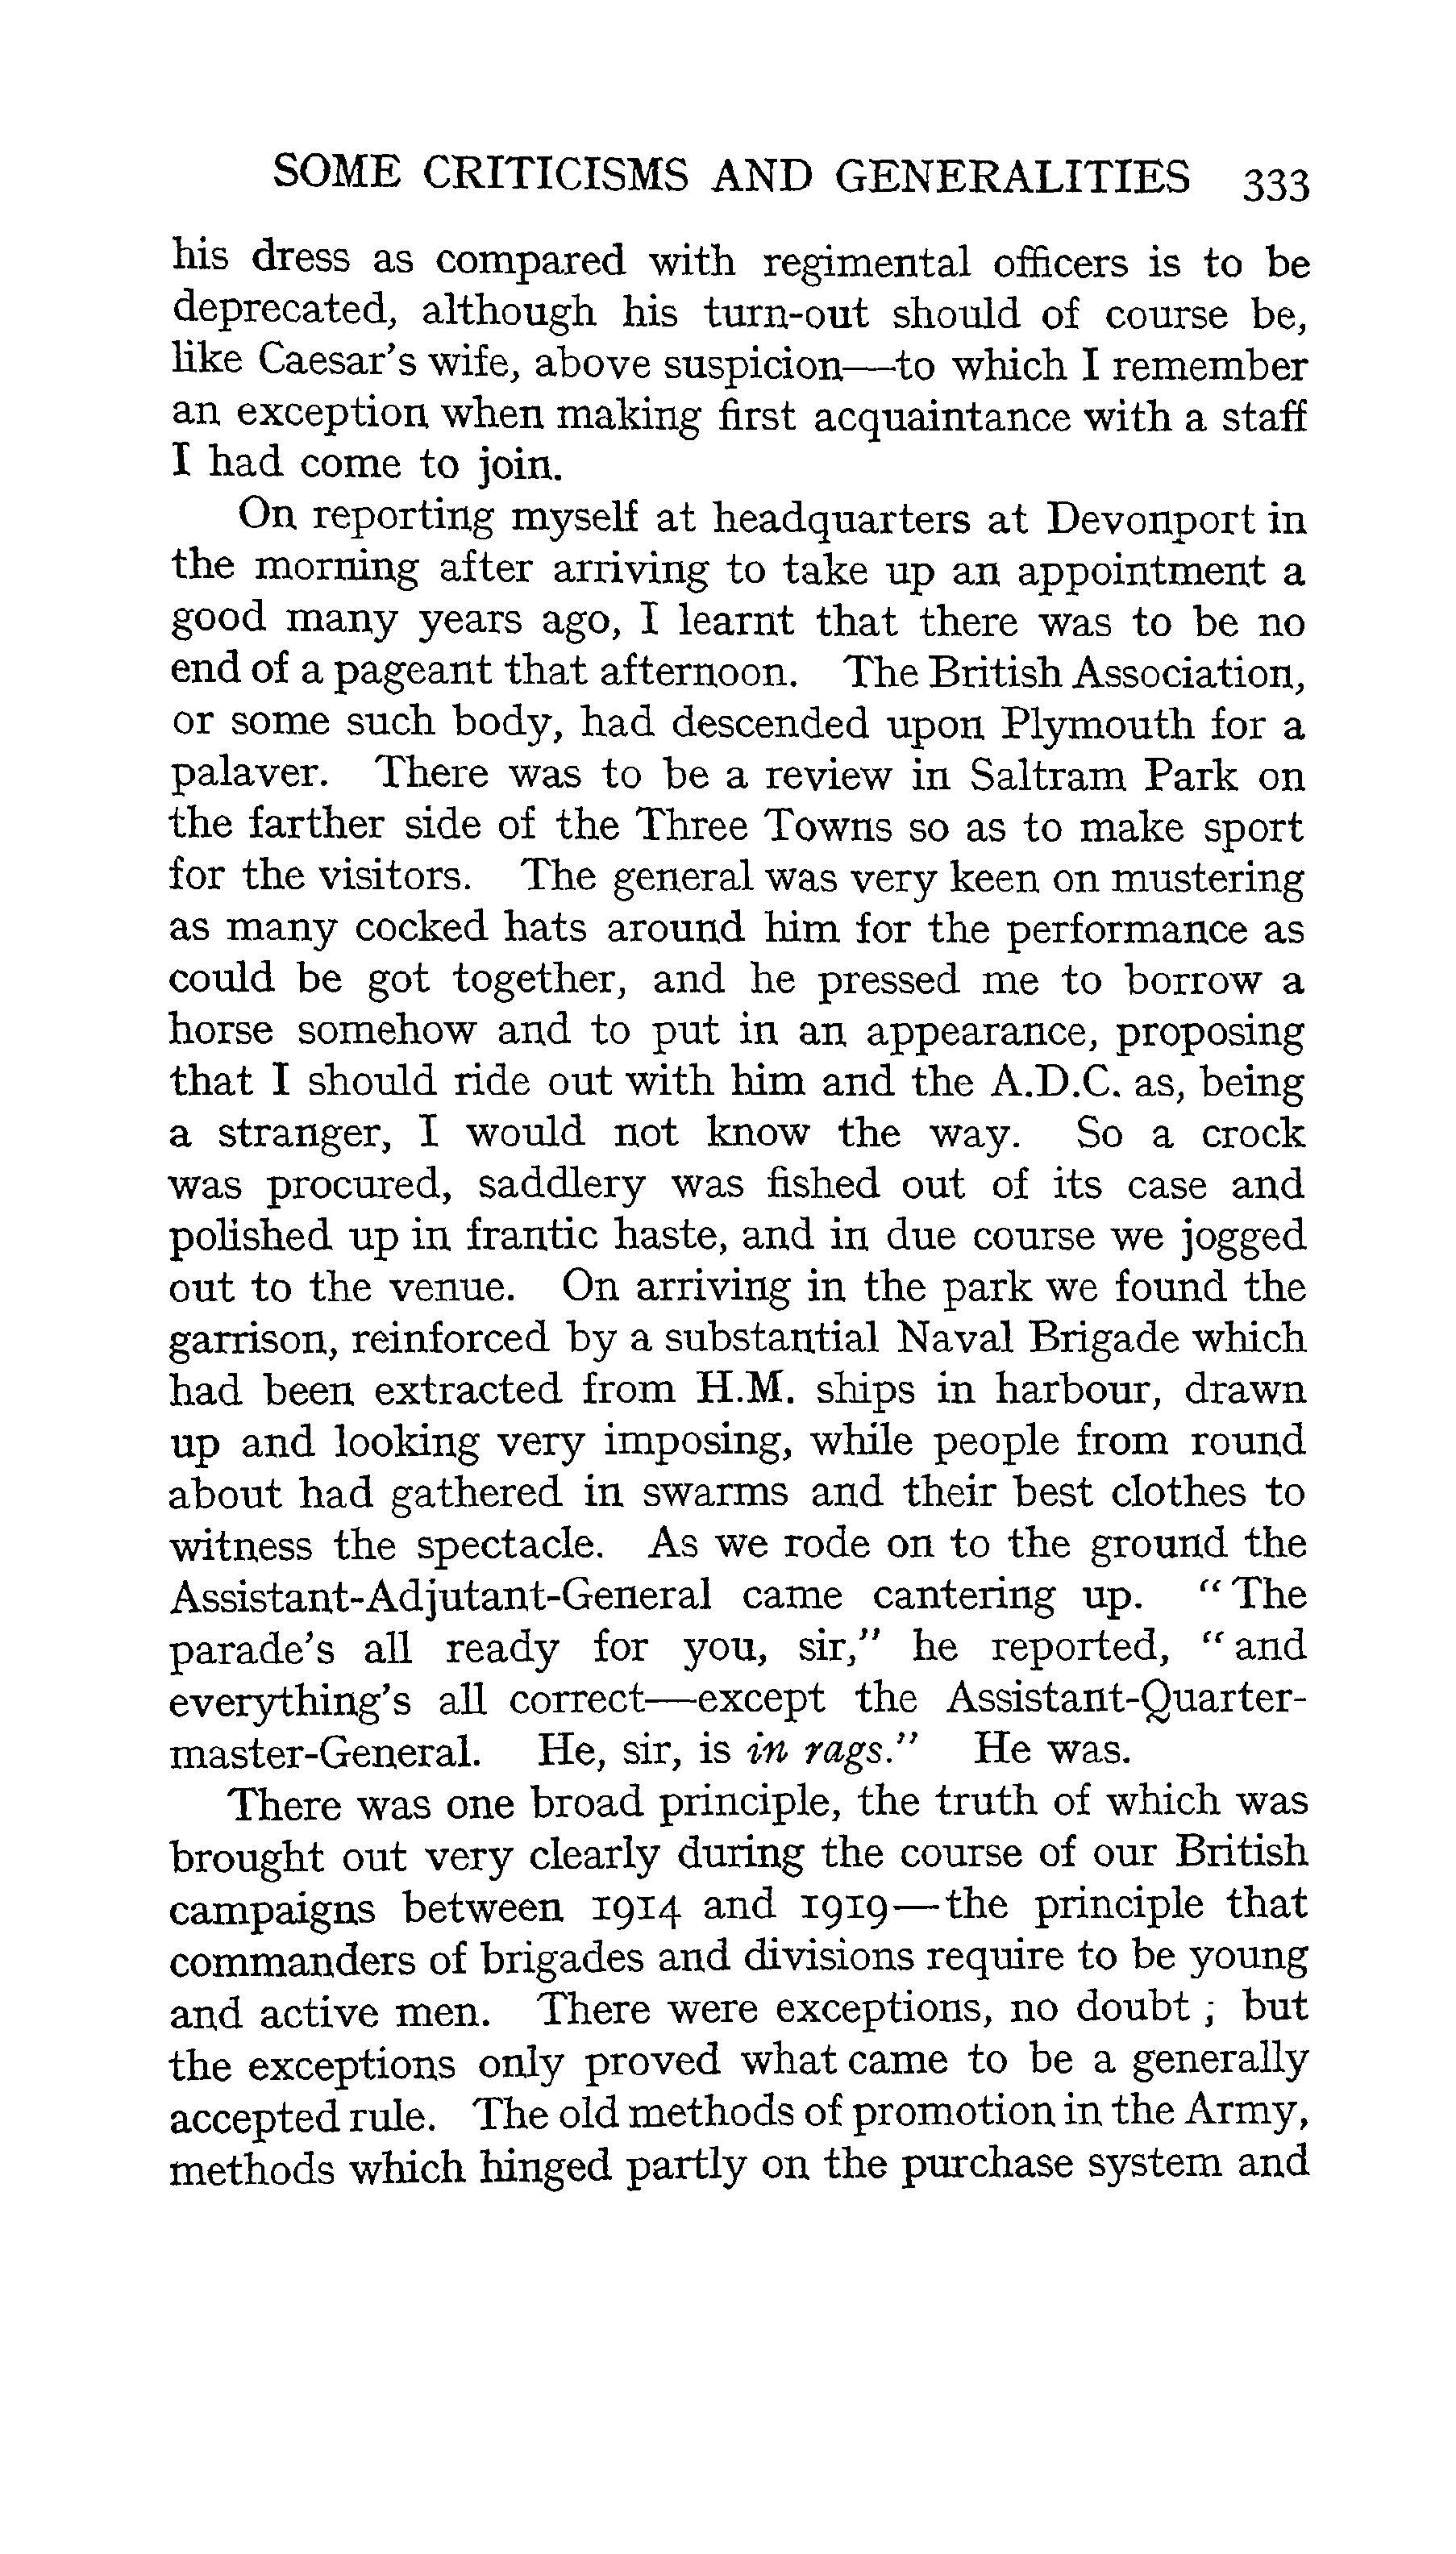 SOME CRITICISMS AND GENERALITIES 333
his dress as compared with regimental officers is to be
deprecated, although his turn-out should of course be,
like Caesar's wife, above suspicion—to which I remember
an exception when making first acquaintance with a staff
I had come to join.
On reporting myself at headquarters at Devonport in
the morning after arriving to take up an appointment a
good many years ago, I learnt that there was to be no
end of a pageant that afternoon. The British Association,
or some such body, had descended upon Plymouth for a
palaver. There was to be a review in Saltram Park on
the farther side of the Three Towns so as to make sport
for the visitors. The general was very keen on mustering
as many cocked hats around him for the performance as
could be got together, and he pressed me to borrow a
horse somehow and to put in an appearance, proposing
that I should ride out with him and the A.D.C. as, being
a stranger, I would not know the way. So a crock
was procured, saddlery was fished out of its case and
polished up in frantic haste, and in due course we jogged
out to the venue. On arriving in the park we found the
garrison, reinforced by a substantial Naval Brigade which
had been extracted from H.M. ships in harbour, drawn
up and looking very imposing, while people from round
about had gathered in swarms and their best clothes to
witness the spectacle. As we rode on to the ground the
Assistant-Adjutant-General came cantering up. "The
parade's all ready for you, sir," he reported, "and
everything's all correct—except the Assistant-Quarter-
master-General. He, sir, is in rags." He was.
There was one broad principle, the truth of which was
brought out very clearly during the course of our British
campaigns between 1914 and 1919—the principle that
commanders of brigades and divisions require to be young
and active men. There were exceptions, no doubt ; but
the exceptions only proved what came to be a generally
accepted rule. The old methods of promotion in the Army,
methods which hinged partly on the purchase system and